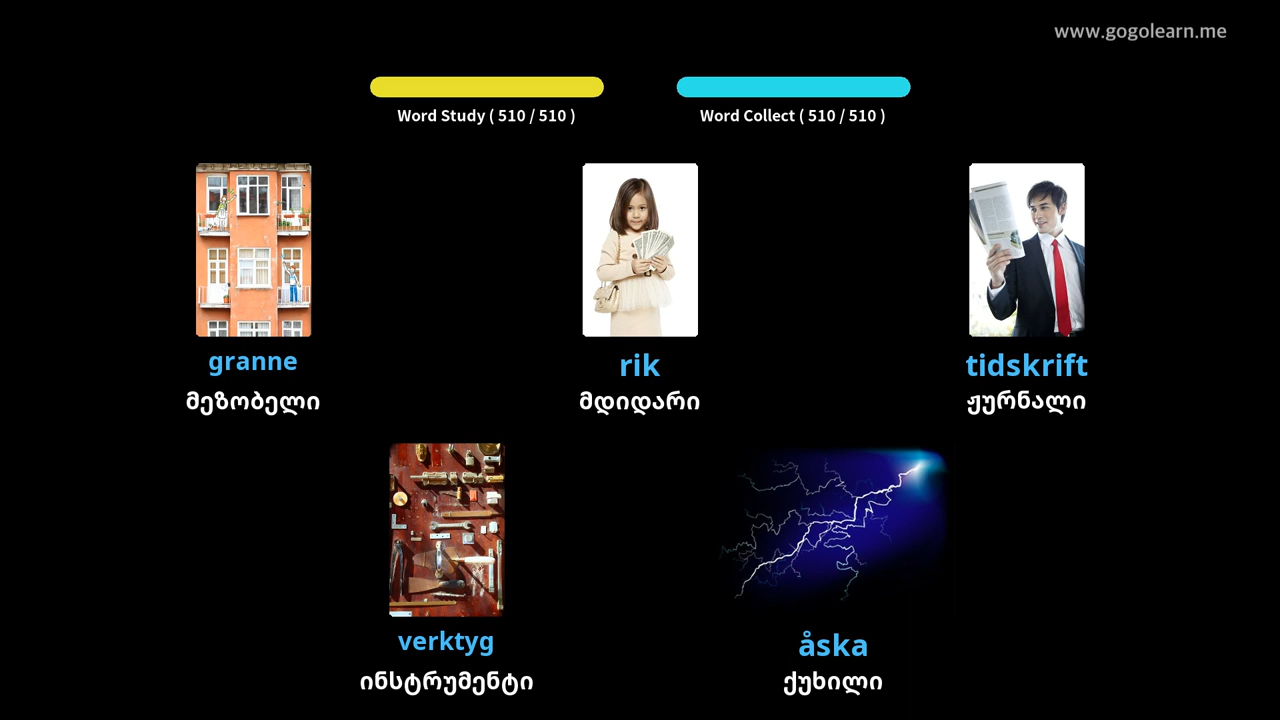 www.gogolearn.me
Word Study ( 510 / 510 )
Word Collect ( 510 / 510 )
granne
მეზობელი
rik
მდიდარი
tidskrift
ჟურნალი
verktyg
ინსტრუმენტი
åska
ქუხილი